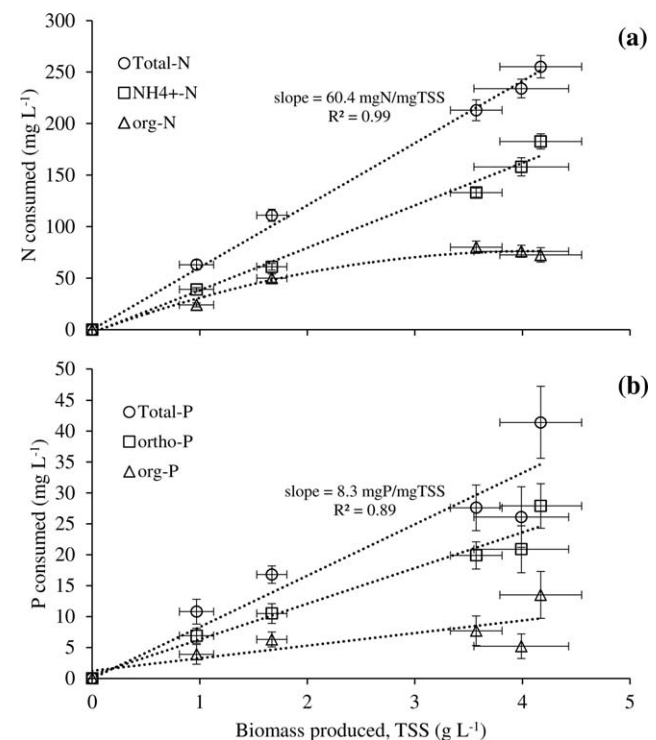 (a)
300
250
200
150
100
50
0
N consumed (mg L⁻¹)
Total-N
NH4+-N
org-N
slope = 60.4 mgN/mgTSS
R² = 0.99
(b)
50
45
40
35
30
25
20
15
10
5
0
P consumed (mg L⁻¹)
Total-P
ortho-P
org-P
slope = 8.3 mgP/mgTSS
R² = 0.89
0 1 2 3 4 5
Biomass produced, TSS (g L⁻¹)